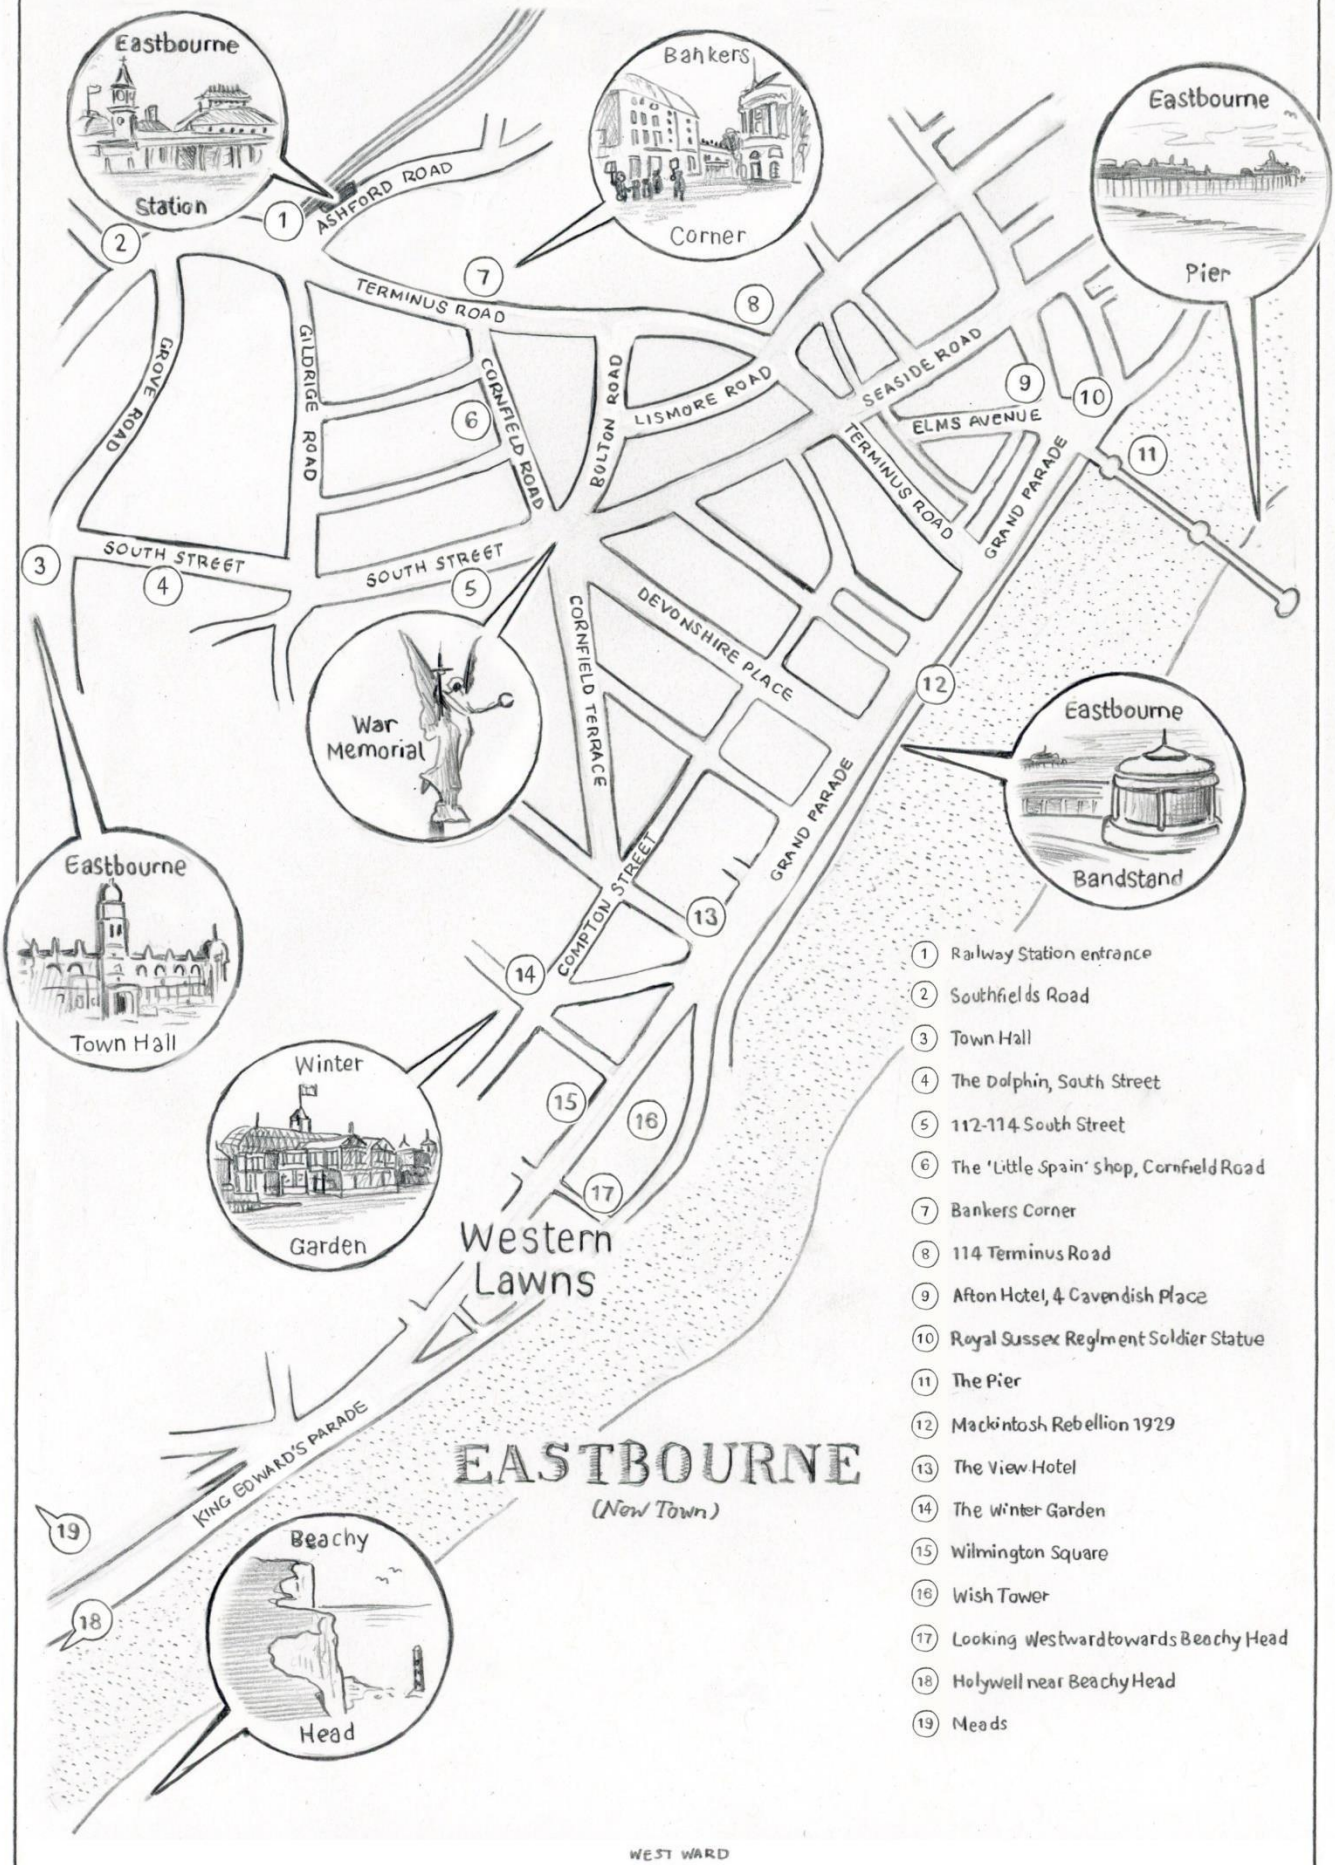 Eastbourne
Station
Bankers
Corner
Eastbourne
Pier
1
ASHFORD ROAD
2
7
TERMINUS ROAD
8
GROVE ROAD
GILDRIGE ROAD
CORNFIELD ROAD
6
BOLTON ROAD
LISMORE ROAD
SEASIDE ROAD
9
10
ELMS AVENUE
TERMINUS ROAD
GRAND PARADE
11
3
SOUTH STREET
4
SOUTH STREET
5
War
Memorial
CORNFIELD TERRACE
DEVONSHIRE PLACE
12
Eastbourne
Bandstand
GRAND PARADE
Eastbourne
Town Hall
COMPTON STREET
13
14
Winter
Garden
15
16
17
Western
Lawns
KING EDWARD'S PARADE
19
18
Beachy
Head
EASTBOURNE
(New Town)
1 Railway Station entrance
2 Southfields Road
3 Town Hall
4 The Dolphin, South Street
5 112-114 South Street
6 The 'Little Spain' shop, Cornfield Road
7 Bankers Corner
8 114 Terminus Road
9 Afton Hotel, 4 Cavendish Place
10 Royal Sussex Regiment Soldier Statue
11 The Pier
12 Mackintosh Rebellion 1929
13 The View Hotel
14 The Winter Garden
15 Wilmington Square
16 Wish Tower
17 Looking Westward towards Beachy Head
18 Holywell near Beachy Head
19 Meads
WEST WARD